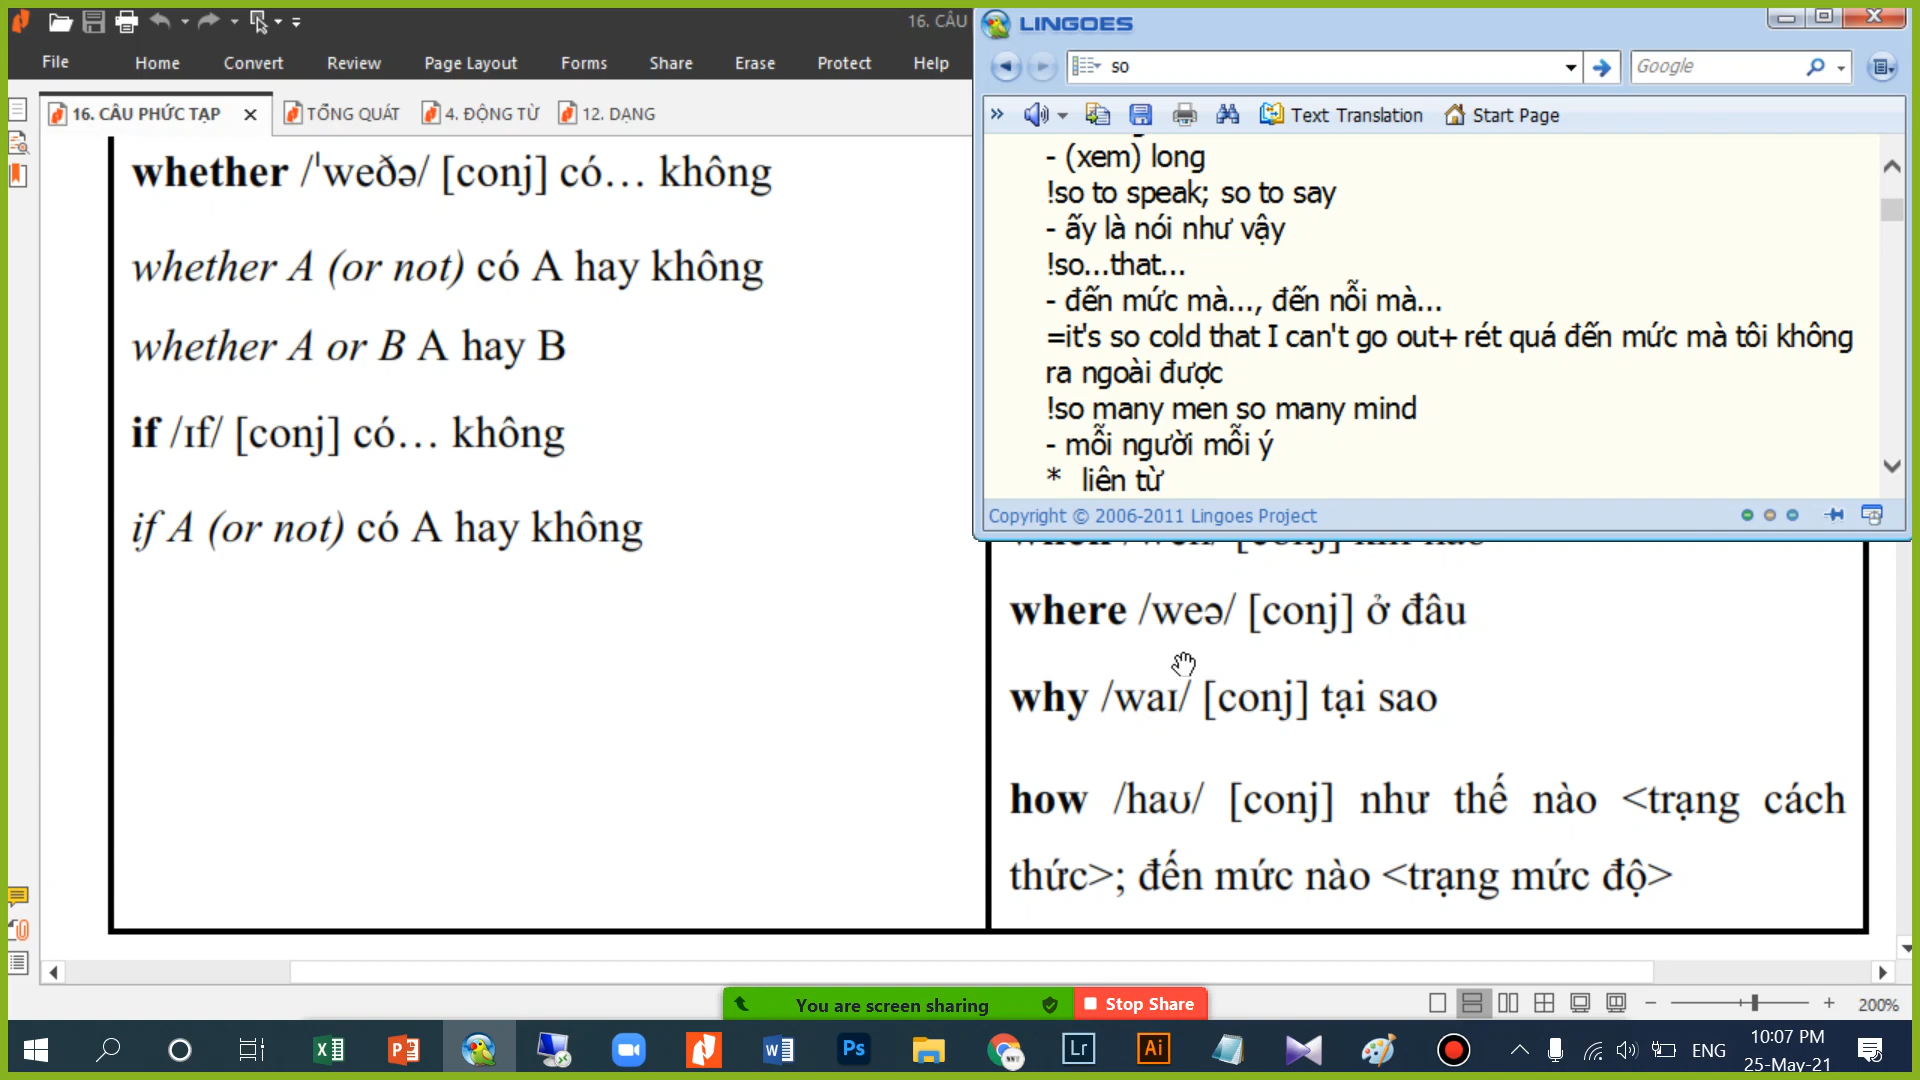 16. CÂU
File
Home
Convert
Review
Page Layout
Forms
Share
Erase
Protect
Help
16. CÂU PHỨC TẠP
TỔNG QUÁT
4. ĐỘNG TỪ
12. DẠNG
whether /ˈweðə/ [conj] có… không
whether A (or not) có A hay không
whether A or B A hay B
if /ɪf/ [conj] có… không
if A (or not) có A hay không
LINGOES
so
Google
Text Translation
Start Page
- (xem) long
!so to speak; so to say
- ấy là nói như vậy
!so...that...
- đến mức mà..., đến nỗi mà...
=it's so cold that I can't go out+ rét quá đến mức mà tôi không
ra ngoài được
!so many men so many mind
- mỗi người mỗi ý
* liên từ
Copyright © 2006-2011 Lingoes Project
where /weə/ [conj] ở đâu
why /waɪ/ [conj] tại sao
how /haʊ/ [conj] như thế nào <trạng cách
thức>; đến mức nào <trạng mức độ>
You are screen sharing
Stop Share
200%
Ps
Lr
Ai
ENG
10:07 PM
25-May-21